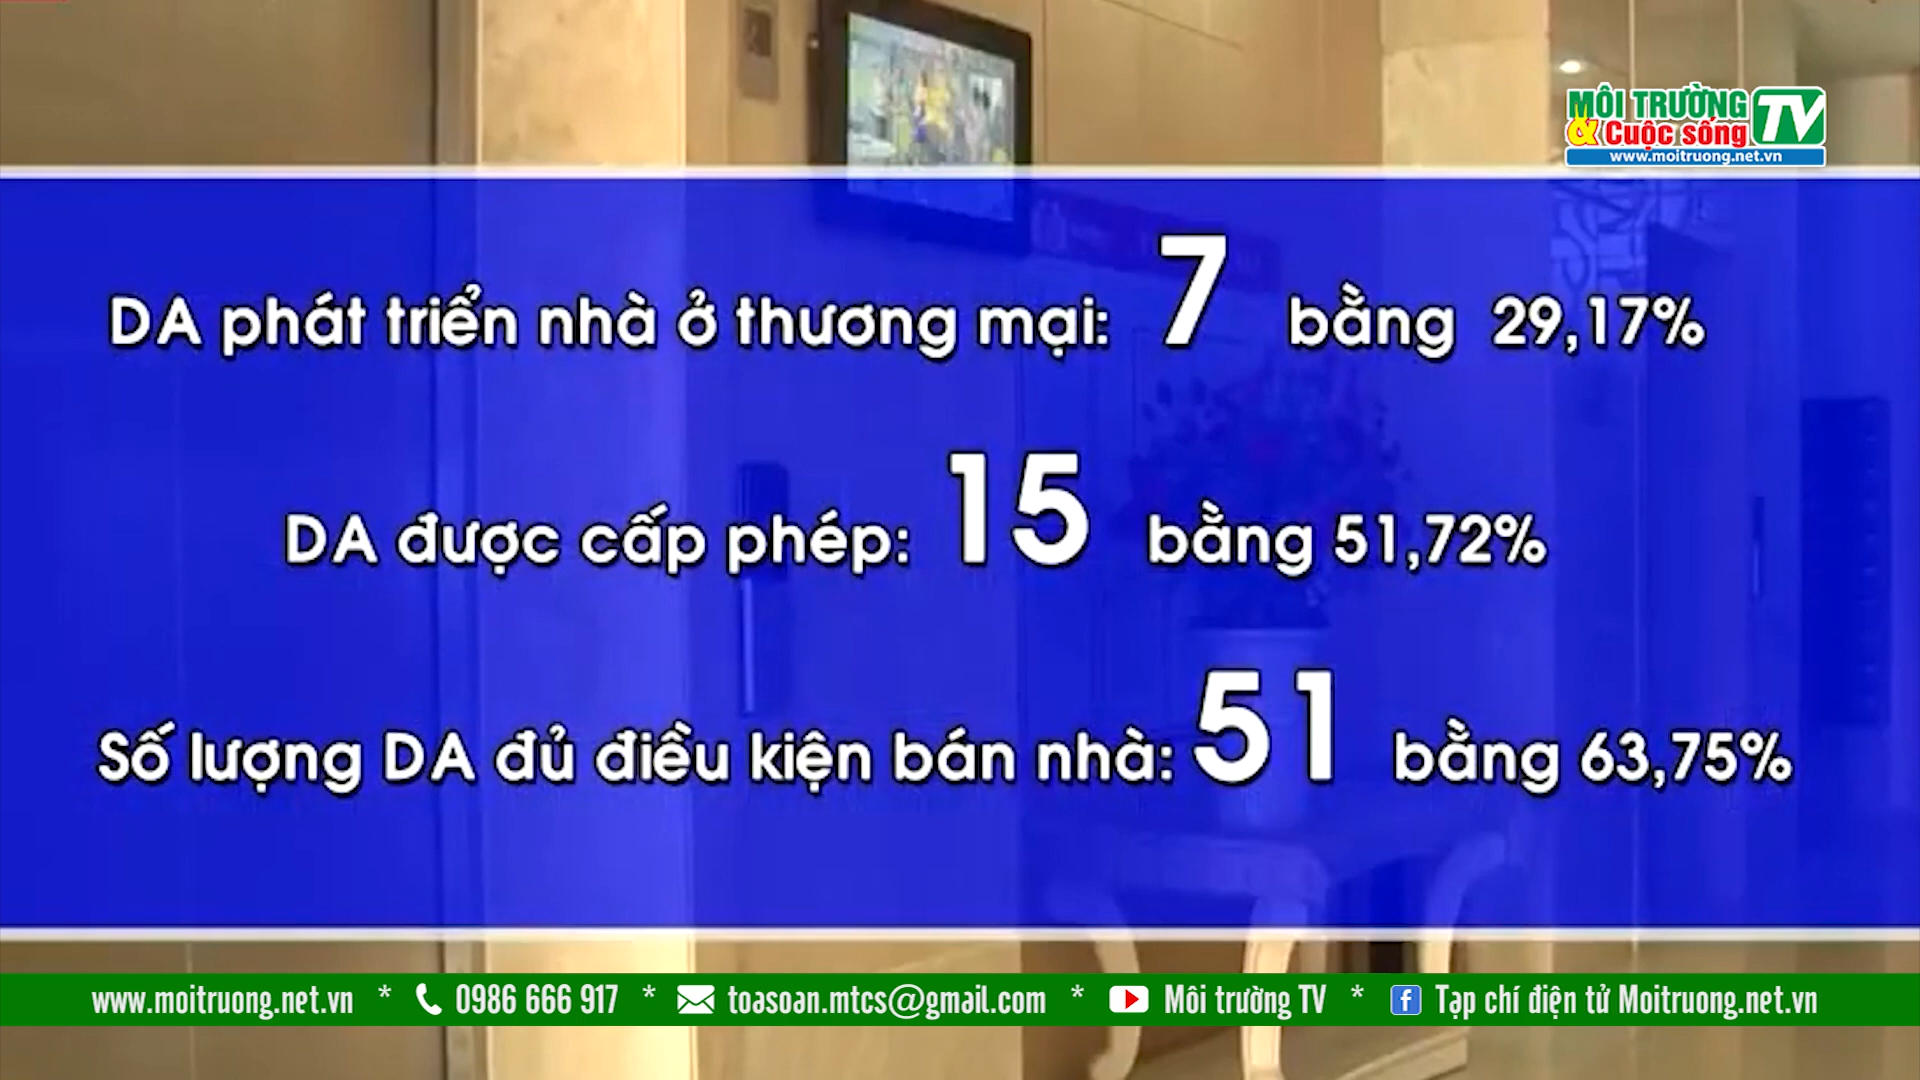 MÔI TRƯỜNG
& Cuộc sống TV
www.moitruong.net.vn
DA phát triển nhà ở thương mại: 7 bằng 29,17%
DA được cấp phép: 15 bằng 51,72%
Số lượng DA đủ điều kiện bán nhà: 51 bằng 63,75%
www.moitruong.net.vn * 0986 666 917 * toasoan.mtcs@gmail.com * Môi trường TV * f Tạp chí điện tử Moitruong.net.vn